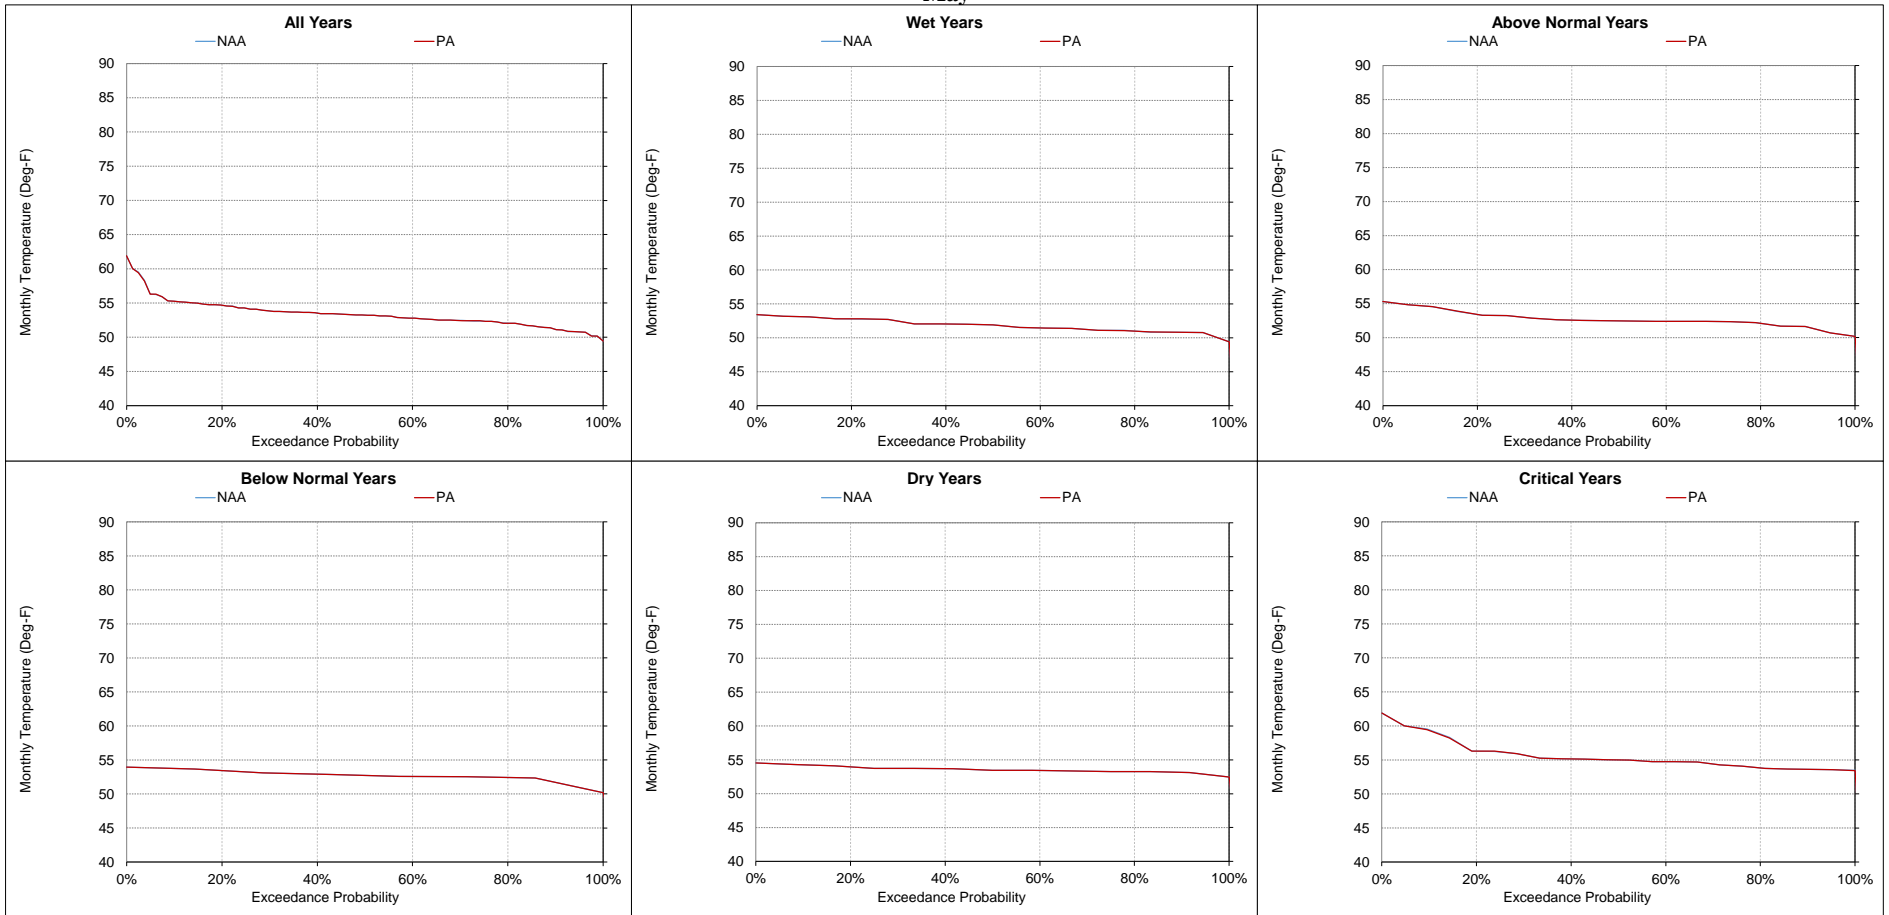 All Years
NAA PA
90
85
80
75
70
65
60
55
50
45
40
0% 20% 40% 60% 80% 100%
Exceedance Probability
Monthly Temperature (Deg-F)
Wet Years
NAA PA
90
85
80
75
70
65
60
55
50
45
40
0% 20% 40% 60% 80% 100%
Exceedance Probability
Monthly Temperature (Deg-F)
Above Normal Years
NAA PA
90
85
80
75
70
65
60
55
50
45
40
0% 20% 40% 60% 80% 100%
Exceedance Probability
Monthly Temperature (Deg-F)
Below Normal Years
NAA PA
90
85
80
75
70
65
60
55
50
45
40
0% 20% 40% 60% 80% 100%
Exceedance Probability
Monthly Temperature (Deg-F)
Dry Years
NAA PA
90
85
80
75
70
65
60
55
50
45
40
0% 20% 40% 60% 80% 100%
Exceedance Probability
Monthly Temperature (Deg-F)
Critical Years
NAA PA
90
85
80
75
70
65
60
55
50
45
40
0% 20% 40% 60% 80% 100%
Exceedance Probability
Monthly Temperature (Deg-F)